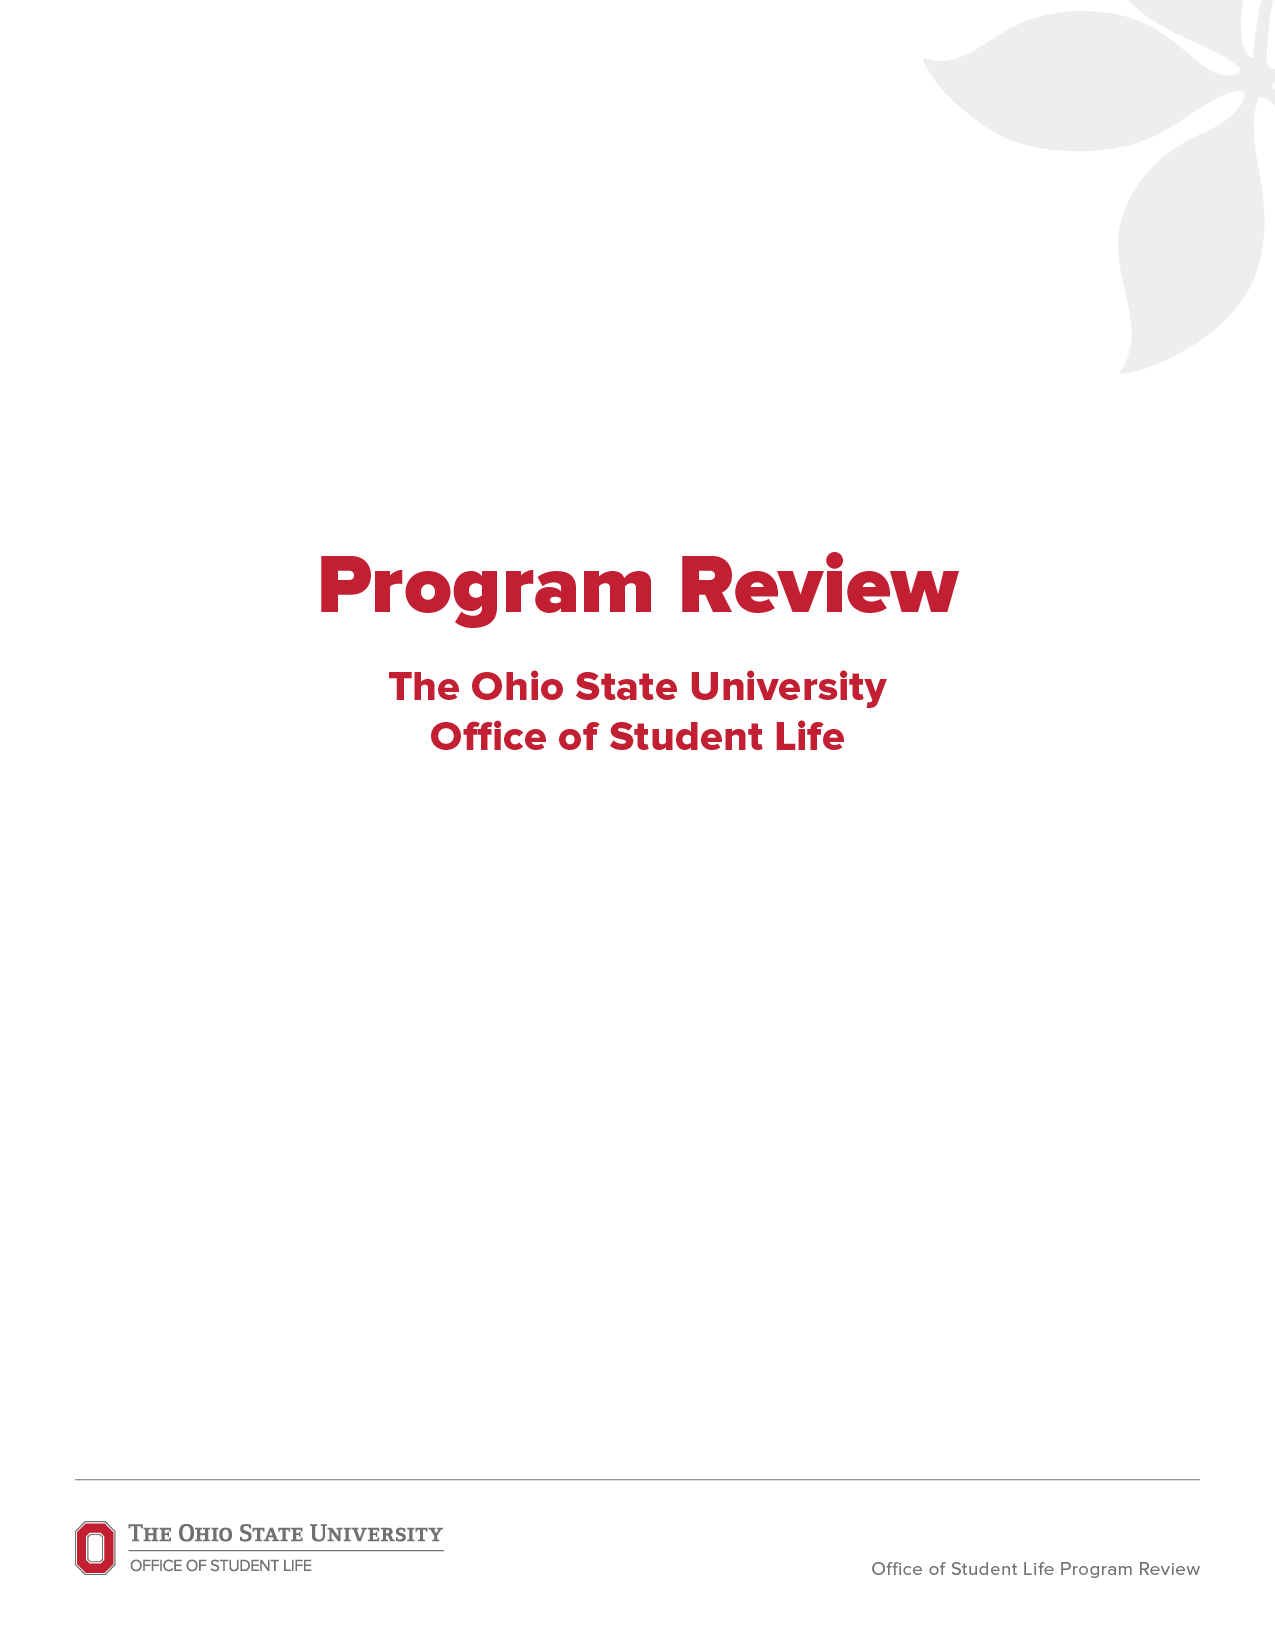 Program Review
The Ohio State University
Office of Student Life
THE OHIO STATE UNIVERSITY
OFFICE OF STUDENT LIFE
Office of Student Life Program Review